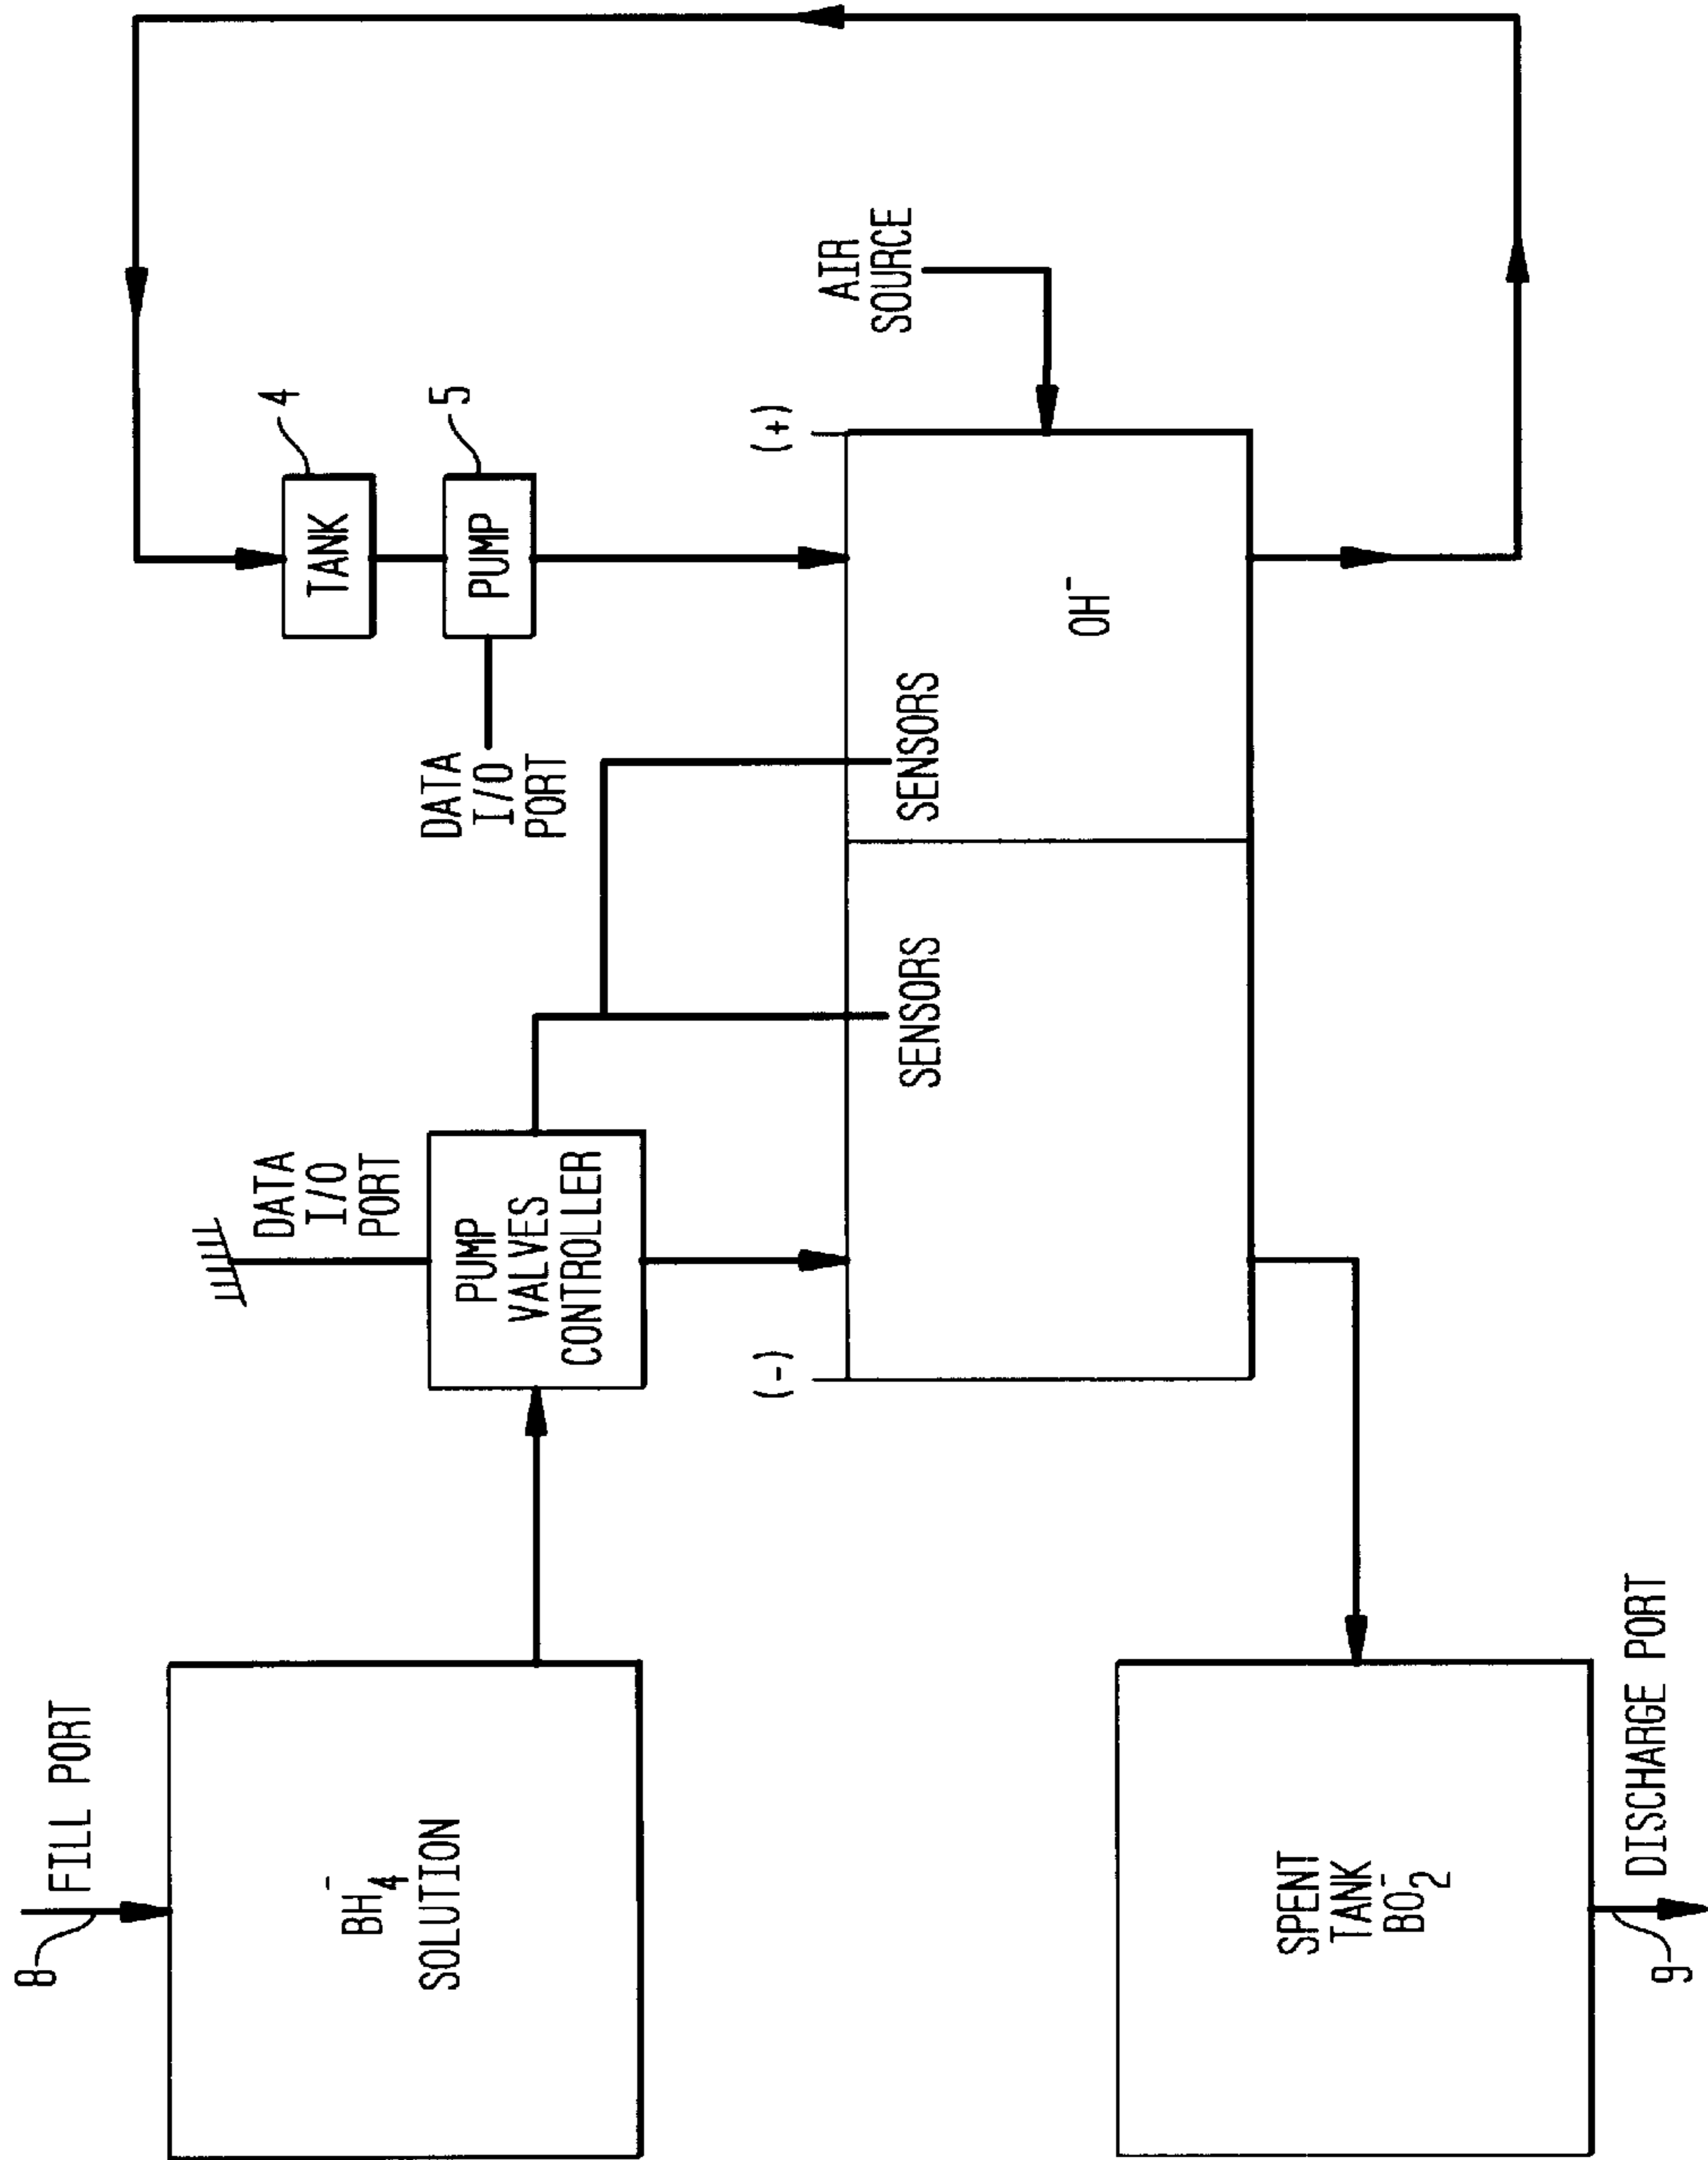 8
FILL PORT
BH₄⁻
SOLUTION
DATA
I/O
PORT
PUMP
VALVES
CONTROLLER
DATA
I/O
PORT
TANK
4
PUMP
5
(-)
(+)
AIR
SOURCE
SENSORS
SENSORS
OH⁻
SPENT
TANK
BO₂⁻
9
DISCHARGE PORT